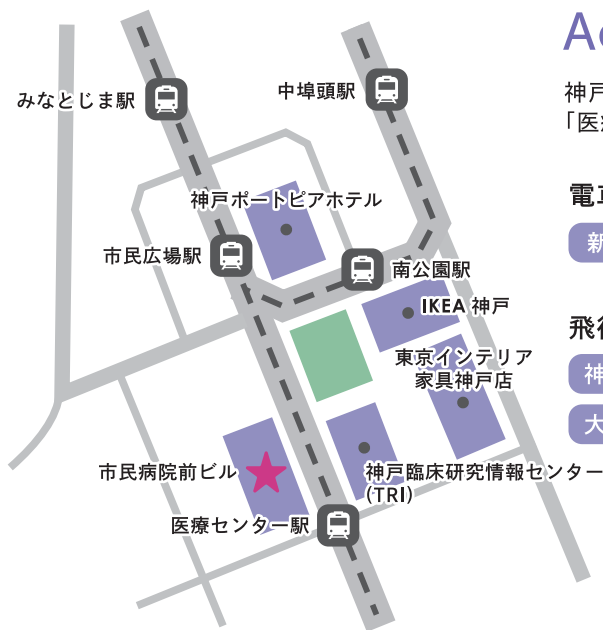 Ac
みなとじま駅
中埠頭駅
神戸
「医療
電車
新
神戸ポートピアホテル
市民広場駅
南公園駅
IKEA 神戸
飛行
東京インテリア
家具神戸店
神
大
市民病院前ビル
神戸臨床研究情報センター
(TRI)
医療センター駅